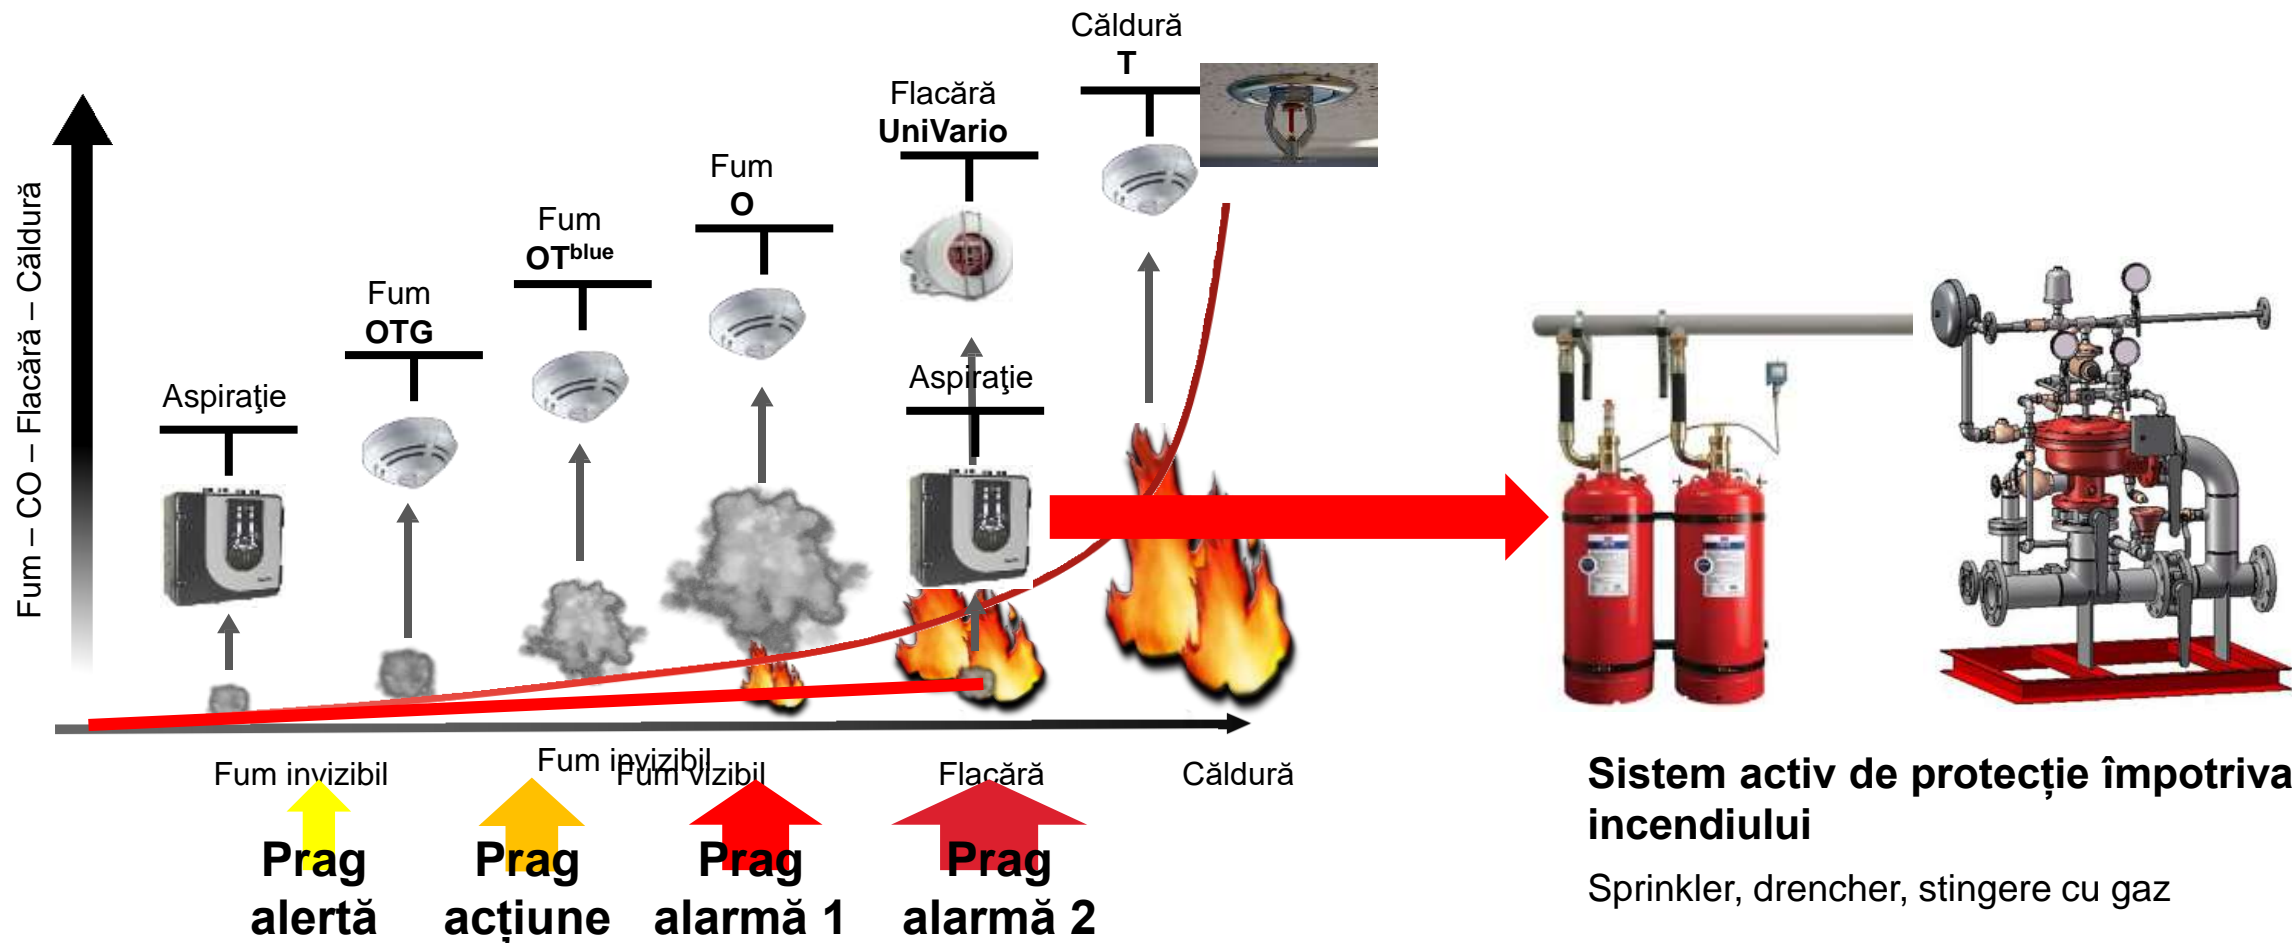 Căldură
T
Flacără
UniVario
Fum
O
Fum
OTblue
Fum
OTG
Aspiraţie
Aspiraţie
Fum – CO – Flacără – Căldură
Fum invizibil
Fum invizibil
Fum vizibil
Flacără
Căldură
Prag
alertă
Prag
acțiune
Prag
alarmă 1
Prag
alarmă 2
Sistem activ de protecție împotriva
incendiului
Sprinkler, drencher, stingere cu gaz